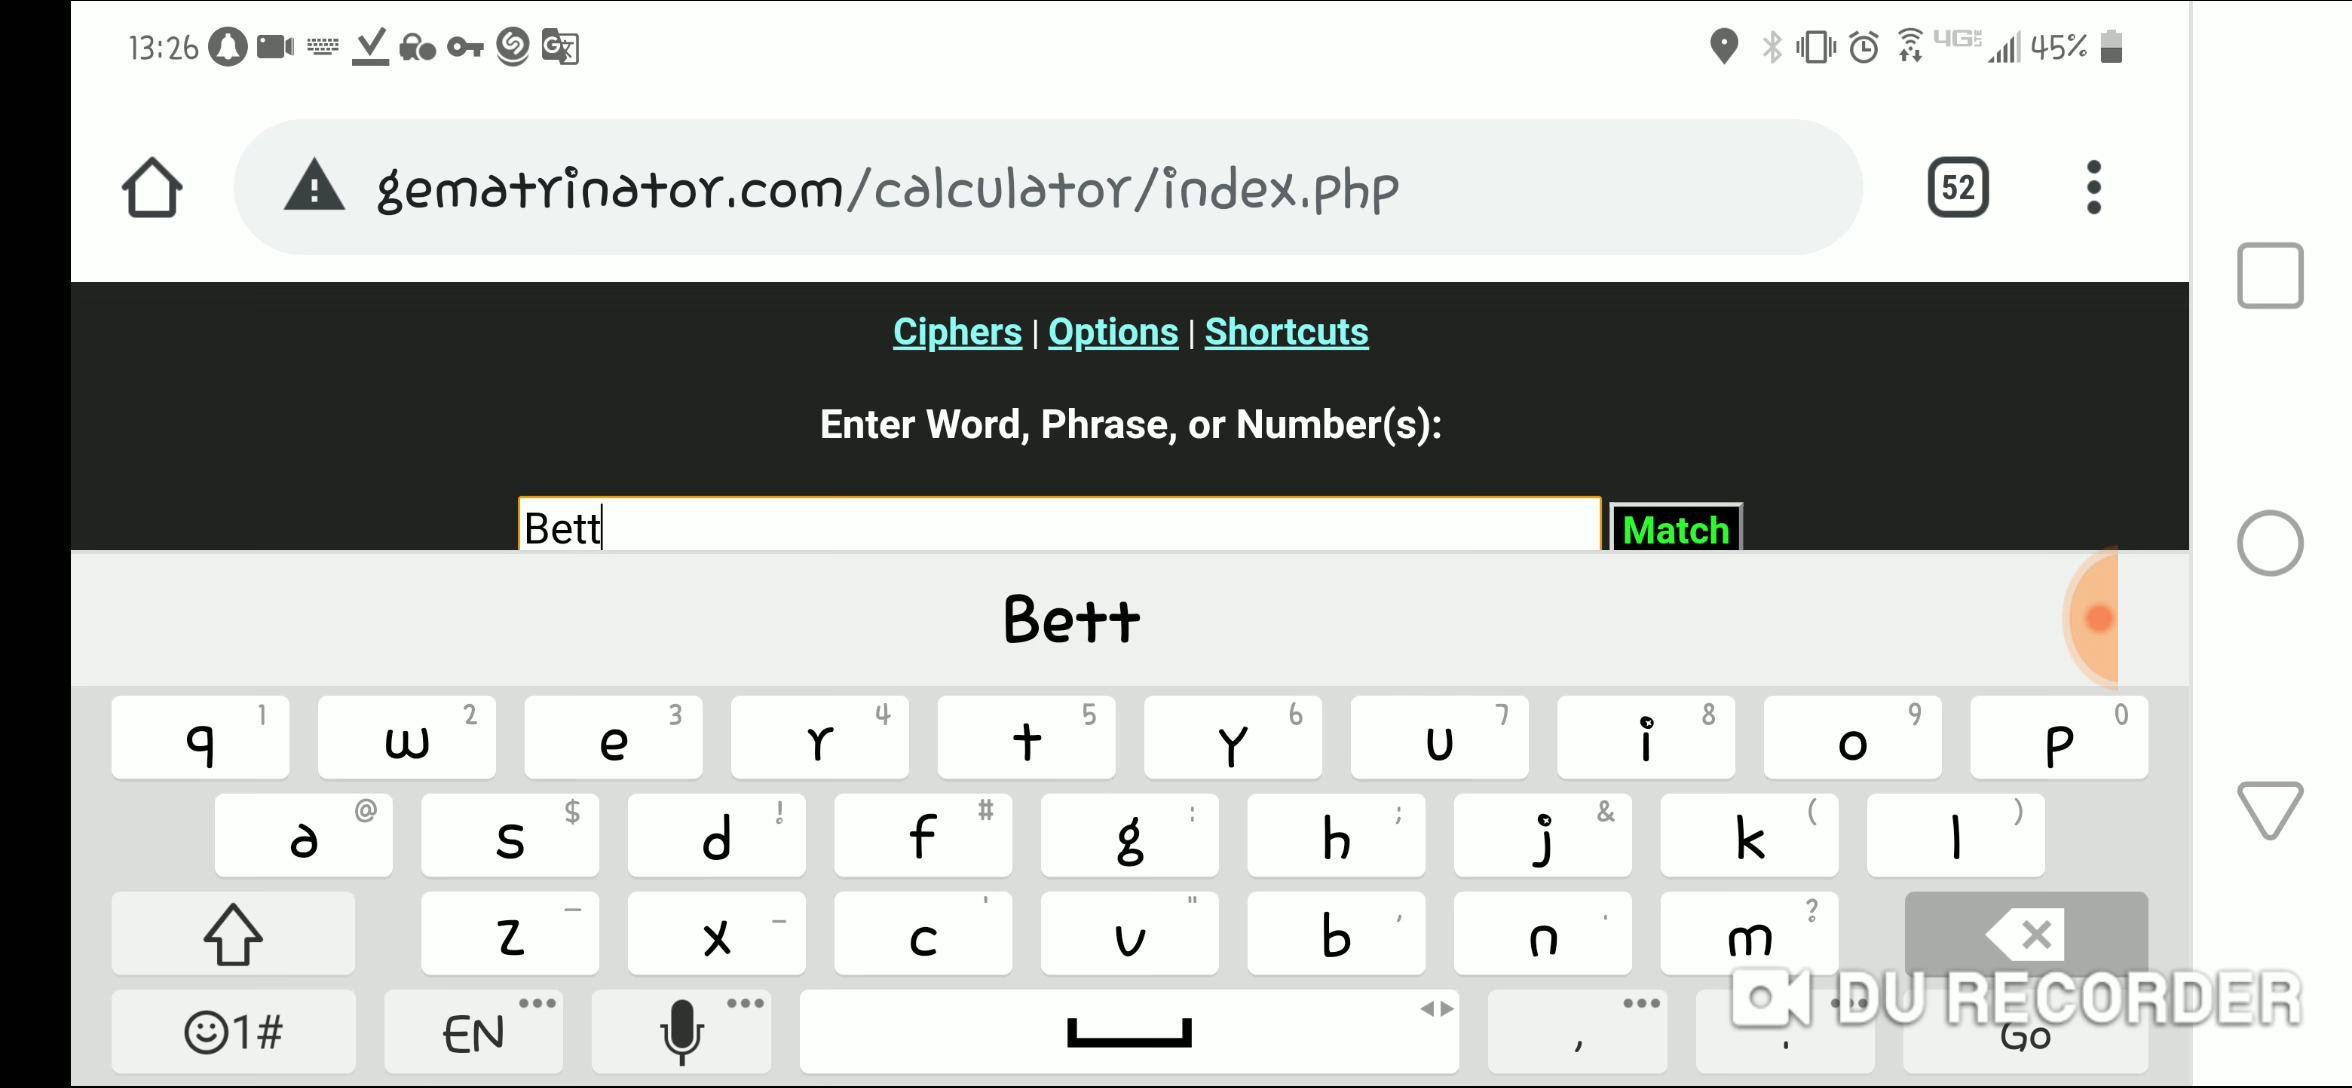 13:26 4G 45%
gematrinator.com/calculator/index.php 52
Ciphers | Options | Shortcuts
Enter Word, Phrase, or Number(s):
Bett Match
Bett
q 1 w 2 e 3 r 4 t 5 y 6 u 7 i 8 o 9 p 0
a @ s $ d ! f # g : h ; j & k ( l )
z — x - c ' v " b , n . m ?
DU RECORDER
1# EN , . Go